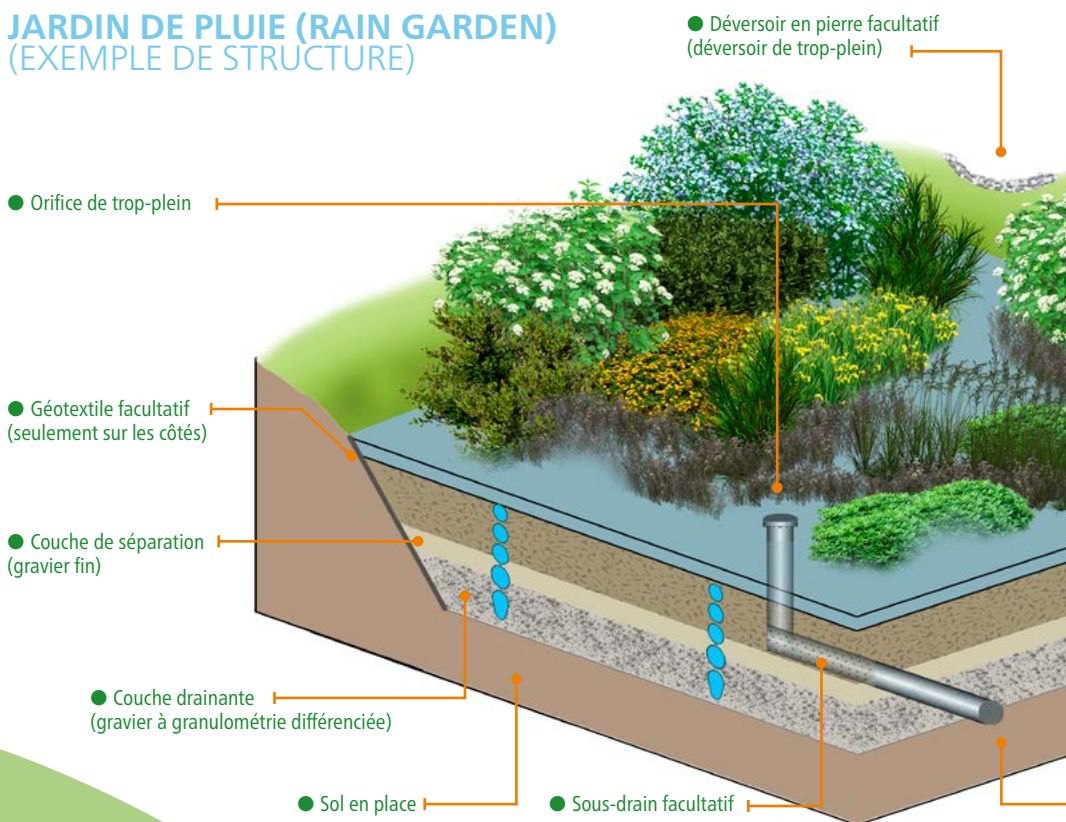 JARDIN DE PLUIE (RAIN GARDEN)
(EXEMPLE DE STRUCTURE)
● Déversoir en pierre facultatif
(déversoir de trop-plein)
● Orifice de trop-plein
● Géotextile facultatif
(seulement sur les côtés)
● Couche de séparation
(gravier fin)
● Couche drainante
(gravier à granulométrie différenciée)
● Sol en place
● Sous-drain facultatif